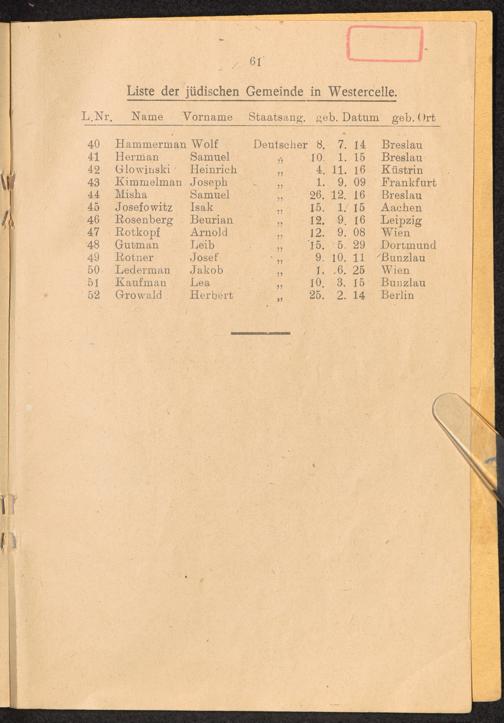 61
Liste der jüdischen Gemeinde in Westercelle.
L.Nr. Name Vorname Staatsang. geb. Datum geb. Ort
40 Hammerman Wolf Deutscher 8. 7. 14 Breslau
41 Herman Samuel „ 10. 1. 15 Breslau
42 Glowinski Heinrich „ 4. 11. 16 Küstrin
43 Kimmelman Joseph „ 1. 9. 09 Frankfurt
44 Misha Samuel „ 26. 12. 16 Breslau
45 Josefowitz Isak „ 15. 1. 15 Aachen
46 Rosenberg Beurian „ 12. 9. 16 Leipzig
47 Rotkopf Arnold „ 12. 9. 08 Wien
48 Gutman Leib „ 15. 5. 29 Dortmund
49 Rotner Josef „ 9. 10. 11 Bunzlau
50 Lederman Jakob „ 1. 6. 25 Wien
51 Kaufman Lea „ 10. 3. 15 Bunzlau
52 Growald Herbert „ 25. 2. 14 Berlin